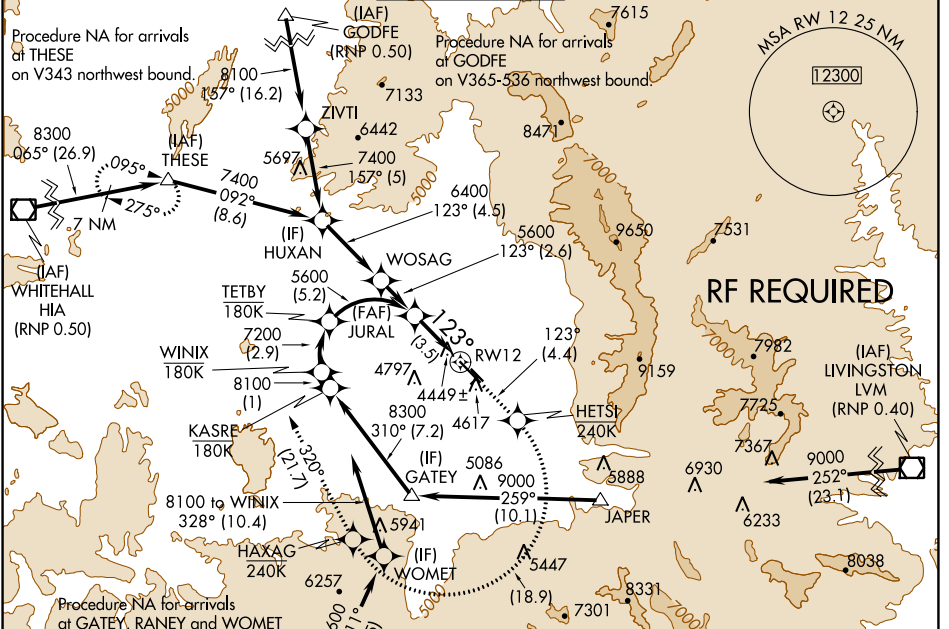 (IAF)
GODFE
(RNP 0.50)
7615
MSA RW 12 25 NM
12300
Procedure NA for arrivals
at THESE
on V343 northwest bound.
Procedure NA for arrivals
at GODFE
on V365-536 northwest bound.
8100
157° (16.2)
7133
ZIVTI
6442
8471
8300
065° (26.9)
(IAF)
THESE
5697
7400
157° (5)
5000
095°
275°
7 NM
7400
092°
(8.6)
6400
123° (4.5)
(IF)
HUXAN
5600
123° (2.6)
9650
7531
(IAF)
WHITEHALL
HIA
(RNP 0.50)
WOSAG
5600
(5.2)
TETBY
180K
(FAF)
JURAL
RF REQUIRED
7000
7200
(2.9)
123°
(3.5)
RW12
123°
(4.4)
7982
WINIX
180K
4797
4449±
4617
9159
(IAF)
LIVINGSTON
LVM
(RNP 0.40)
8100
(1)
7725
KASRE
180K
8300
310° (7.2)
HETSI
240K
7367
320°
(21.7)
(IF)
GATEY
5086
9000
259°
(10.1)
5888
6930
9000
252°
(23.1)
8100 to WINIX
328° (10.4)
JAPER
6233
5941
HAXAG
240K
(IF)
WOMET
5447
8038
6257
5000
(18.9)
8331
7301
Procedure NA for arrivals
at GATEY, RANEY and WOMET